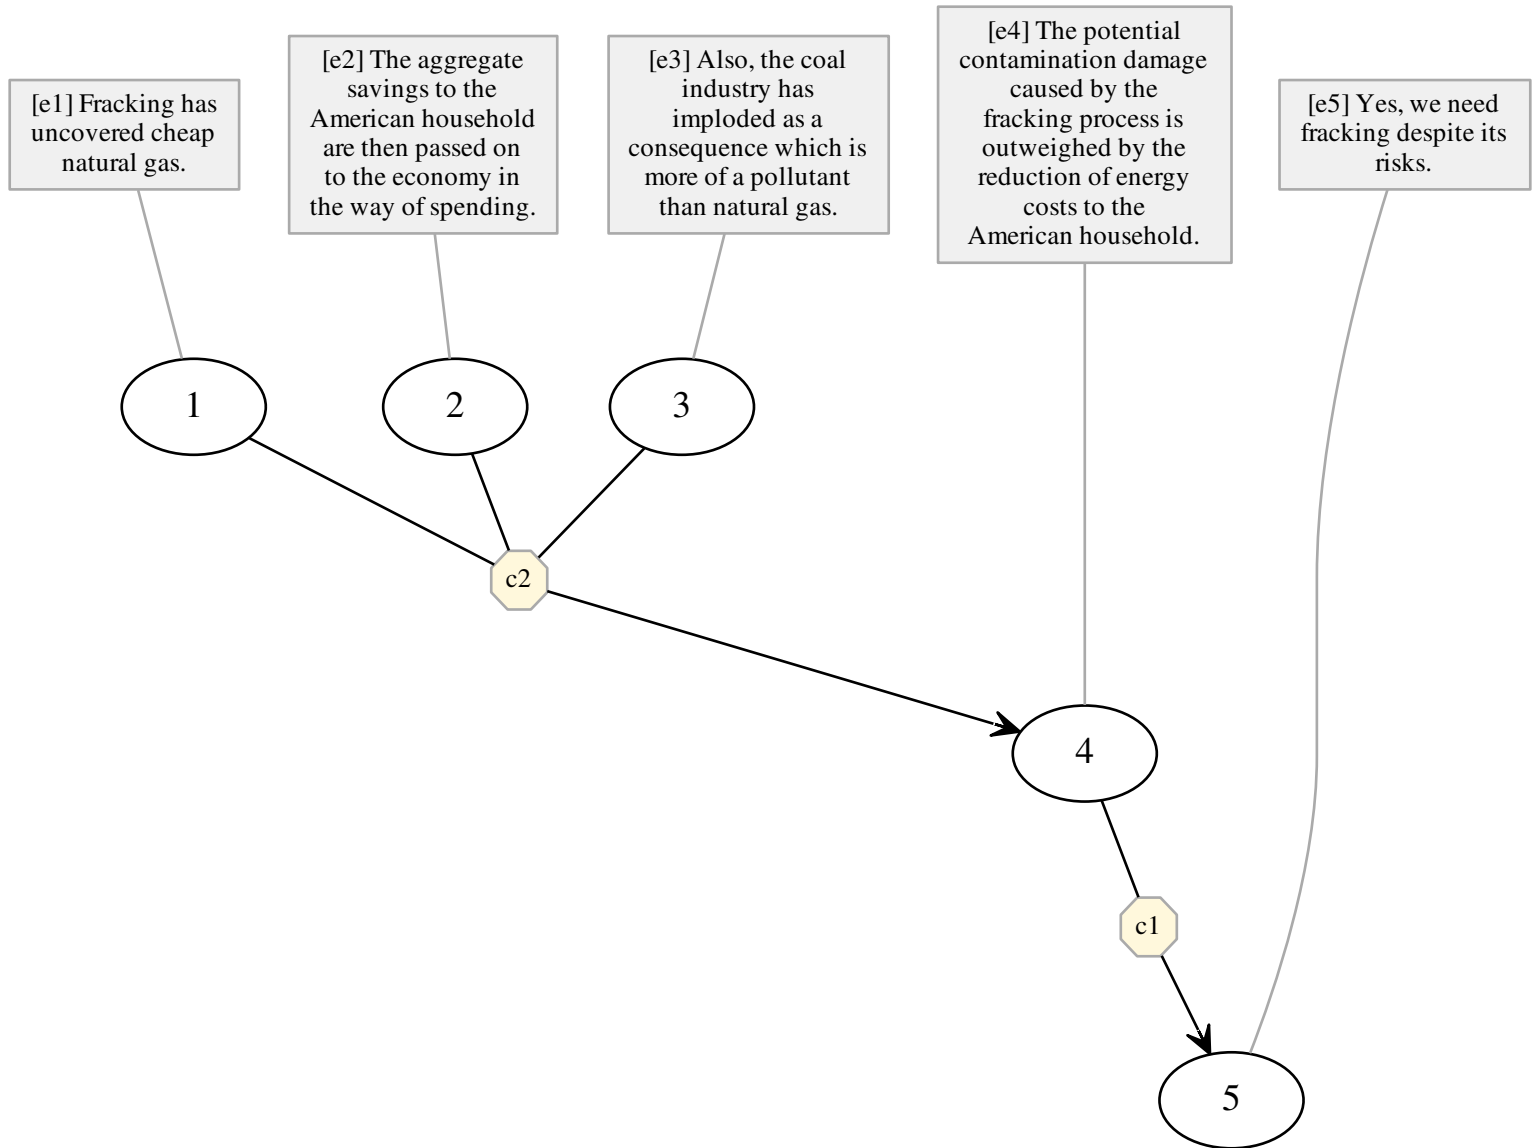 [e1] Fracking has
uncovered cheap
natural gas.
[e2] The aggregate
savings to the
American household
are then passed on
to the economy in
the way of spending.
[e3] Also, the coal
industry has
imploded as a
consequence which is
more of a pollutant
than natural gas.
[e4] The potential
contamination damage
caused by the
fracking process is
outweighed by the
reduction of energy
costs to the
American household.
[e5] Yes, we need
fracking despite its
risks.
1
2
3
c2
4
c1
5